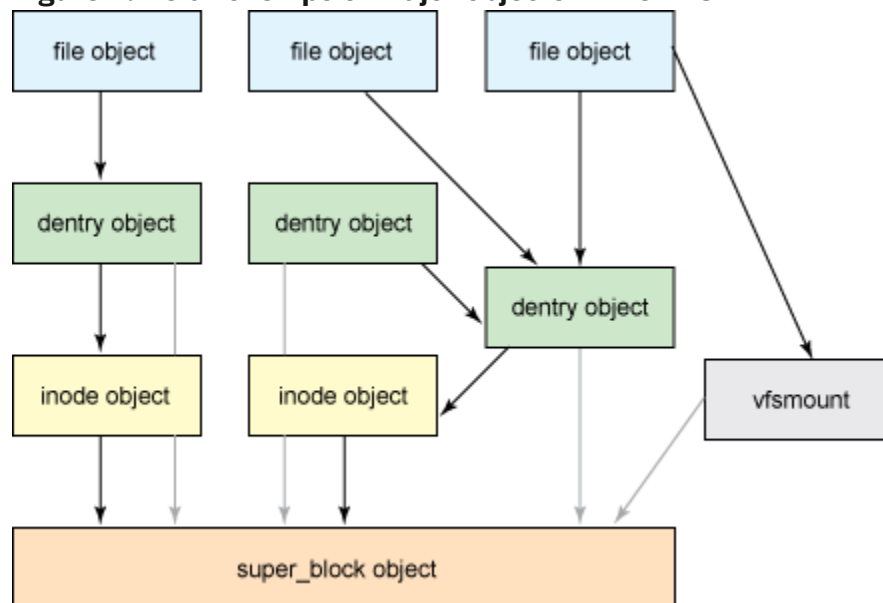 file object
file object
file object
dentry object
dentry object
dentry object
inode object
inode object
vfsmount
super_block object